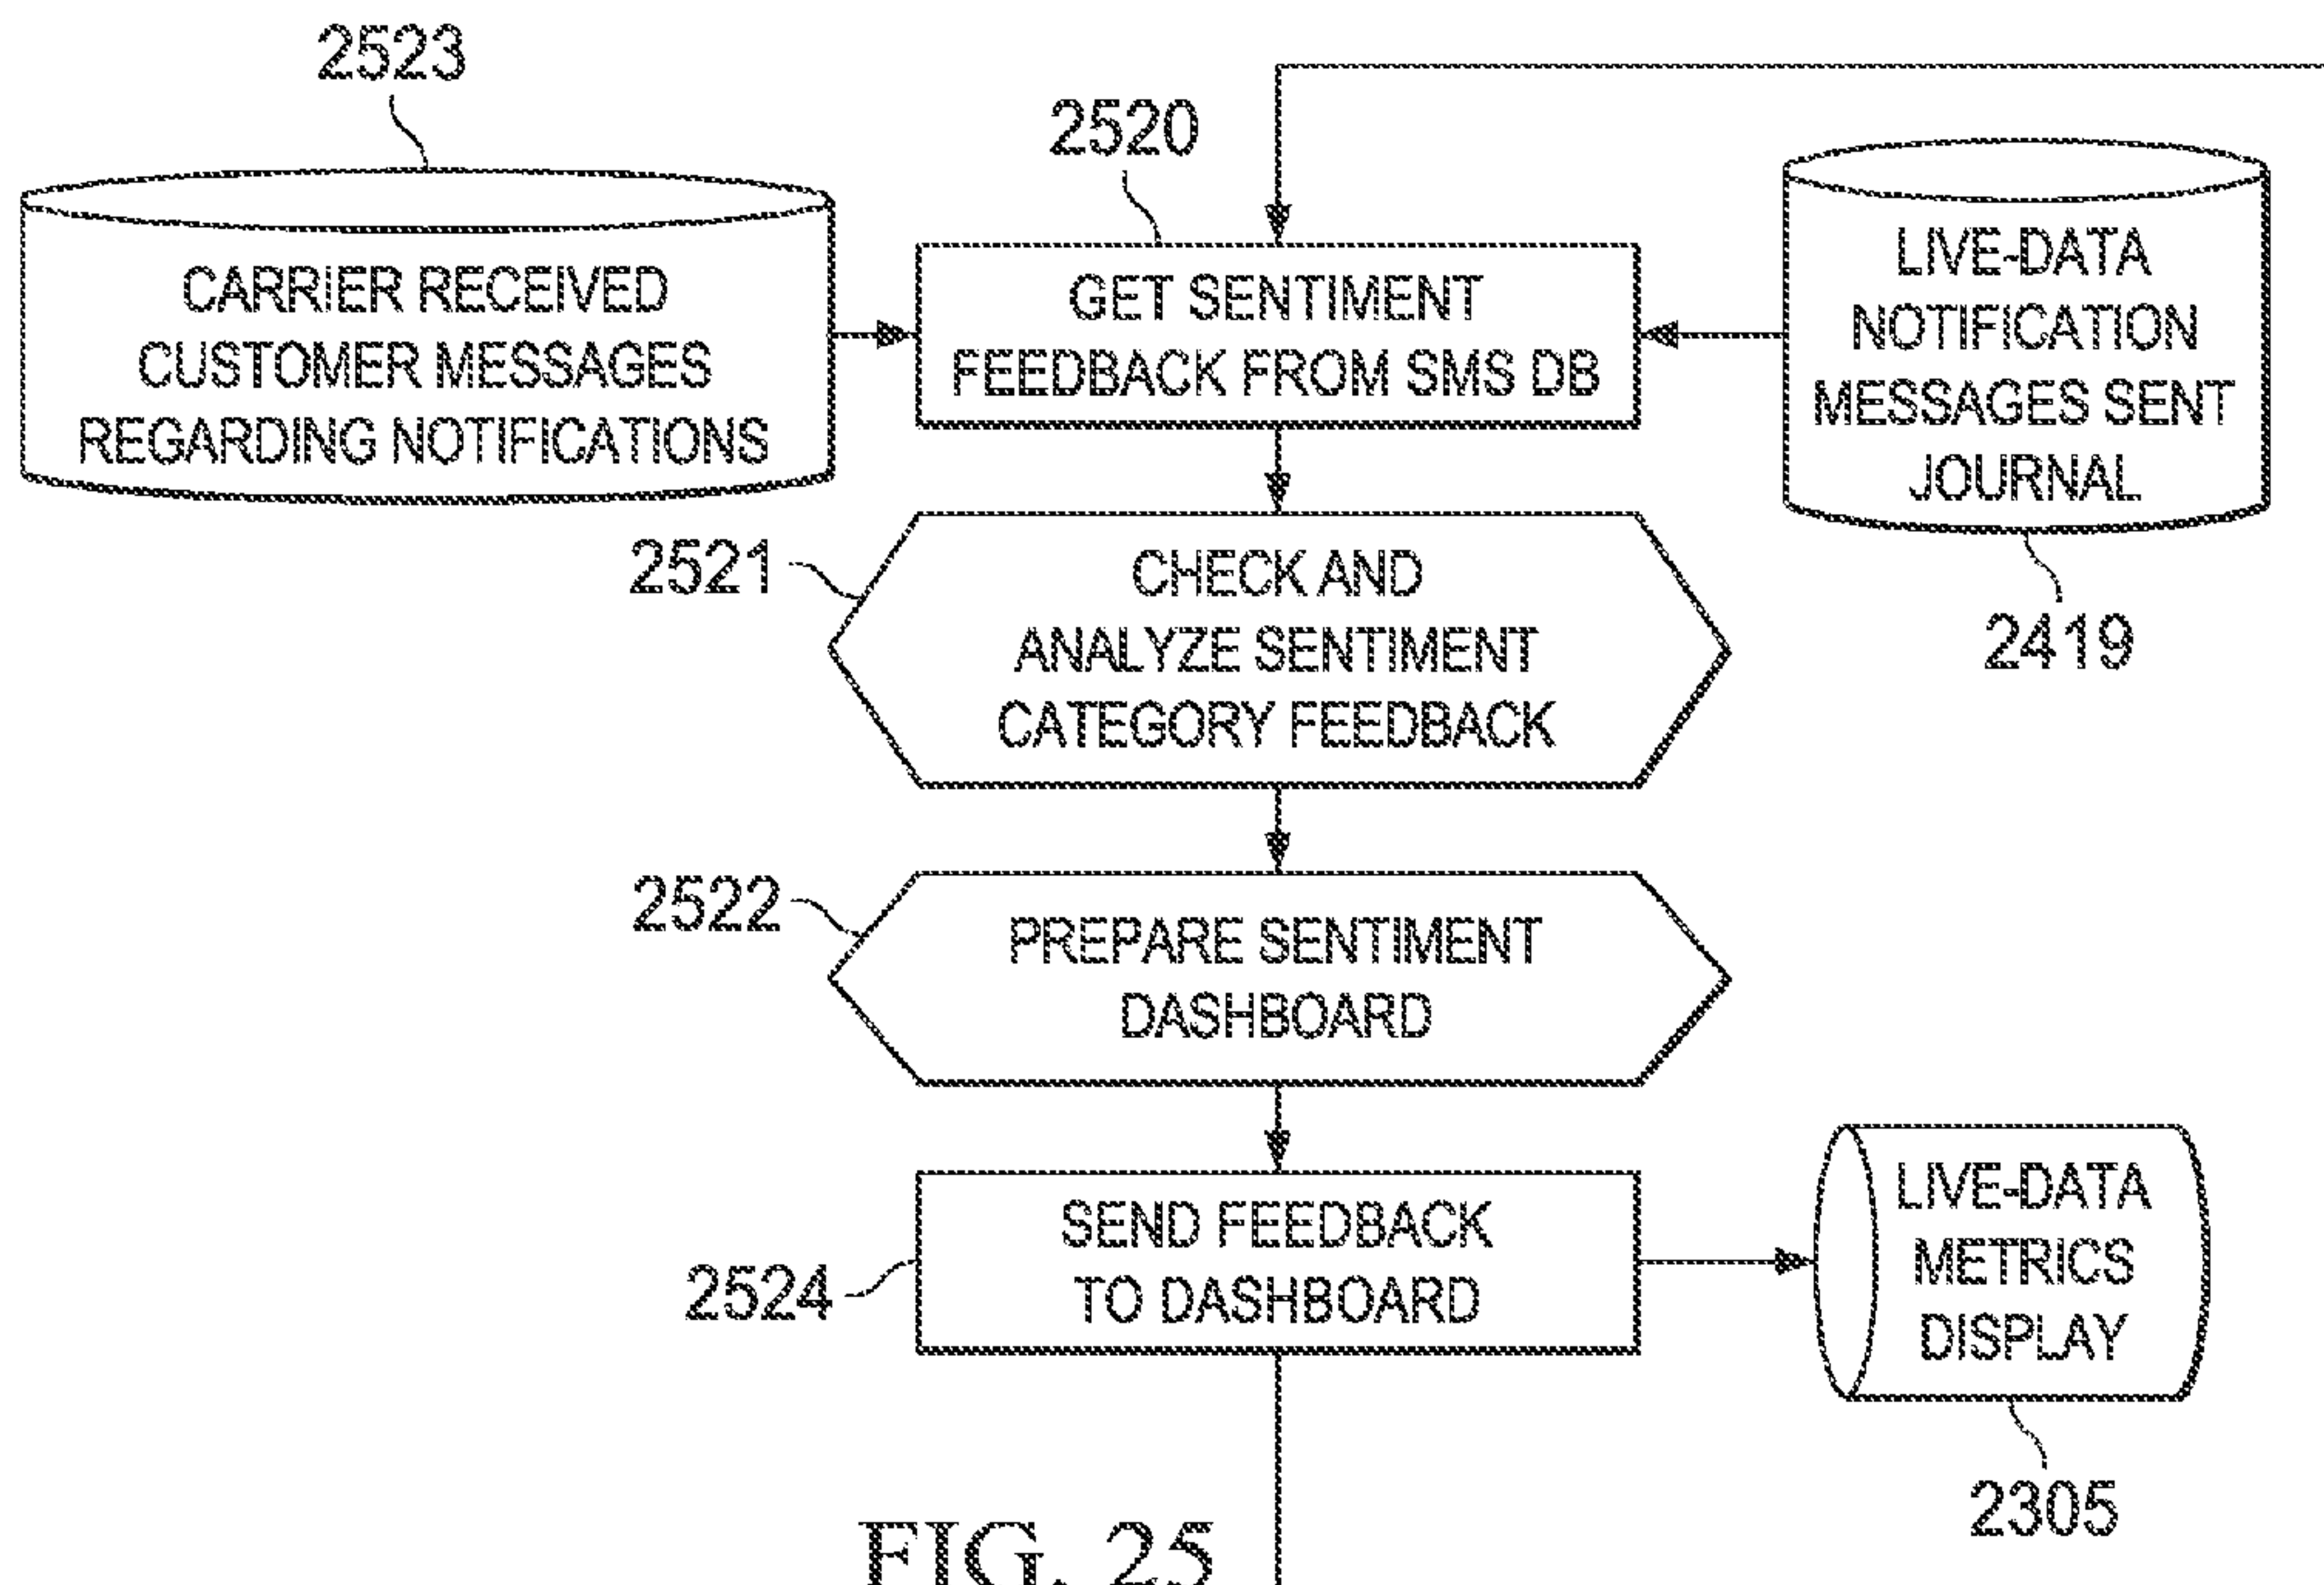 2523
2520
CARRIER RECEIVED
CUSTOMER MESSAGES
REGARDING NOTIFICATIONS
GET SENTIMENT
FEEDBACK FROM SMS DB
LIVE-DATA
NOTIFICATION
MESSAGES SENT
JOURNAL
2419
2521
CHECK AND
ANALYZE SENTIMENT
CATEGORY FEEDBACK
2522
PREPARE SENTIMENT
DASHBOARD
2524
SEND FEEDBACK
TO DASHBOARD
LIVE-DATA
METRICS
DISPLAY
2305
FIG. 25